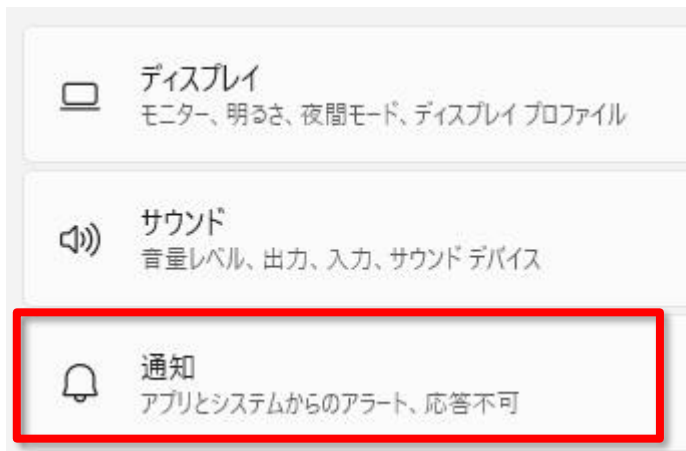 ディスプレイ
モニター、明るさ、夜間モード、ディスプレイ プロファイル
サウンド
音量レベル、出力、入力、サウンド デバイス
通知
アプリとシステムからのアラート、応答不可